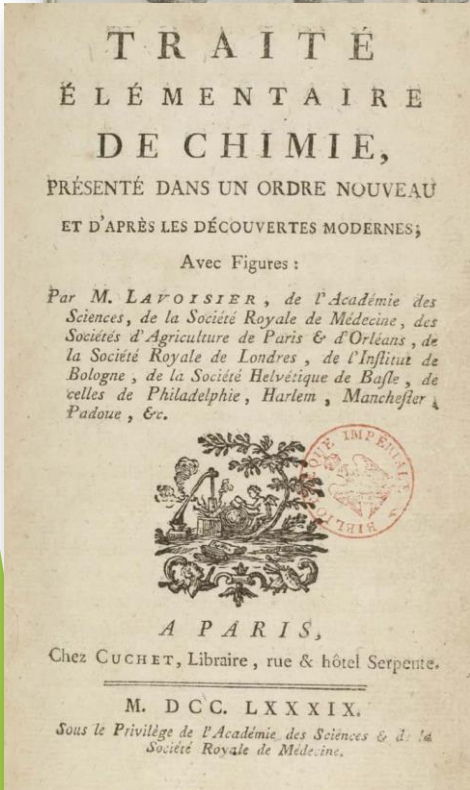 TRAITÉ
ÉLÉMENTAIRE
DE CHIMIE,
PRÉSENTÉ DANS UN ORDRE NOUVEAU
ET D'APRÈS LES DÉCOUVERTES MODERNES;
Avec Figures :
Par M. LAVOISIER, de l'Académie des
Sciences, de la Société Royale de Médecine, des
Sociétés d'Agriculture de Paris & d'Orléans, de
la Société Royale de Londres, de l'Inſtitut de
Bologne, de la Société Helvétique de Baſle, de
celles de Philadelphie, Harlem, Mancheſter,
Padoue, &c.
BIBLIOTHÈQUE IMPÉRIALE
A PARIS,
Chez CUCHET, Libraire, rue & hôtel Serpente.
M. DCC. LXXXIX.
Sous le Privilège de l'Académie des Sciences & de la
Société Royale de Médecine.